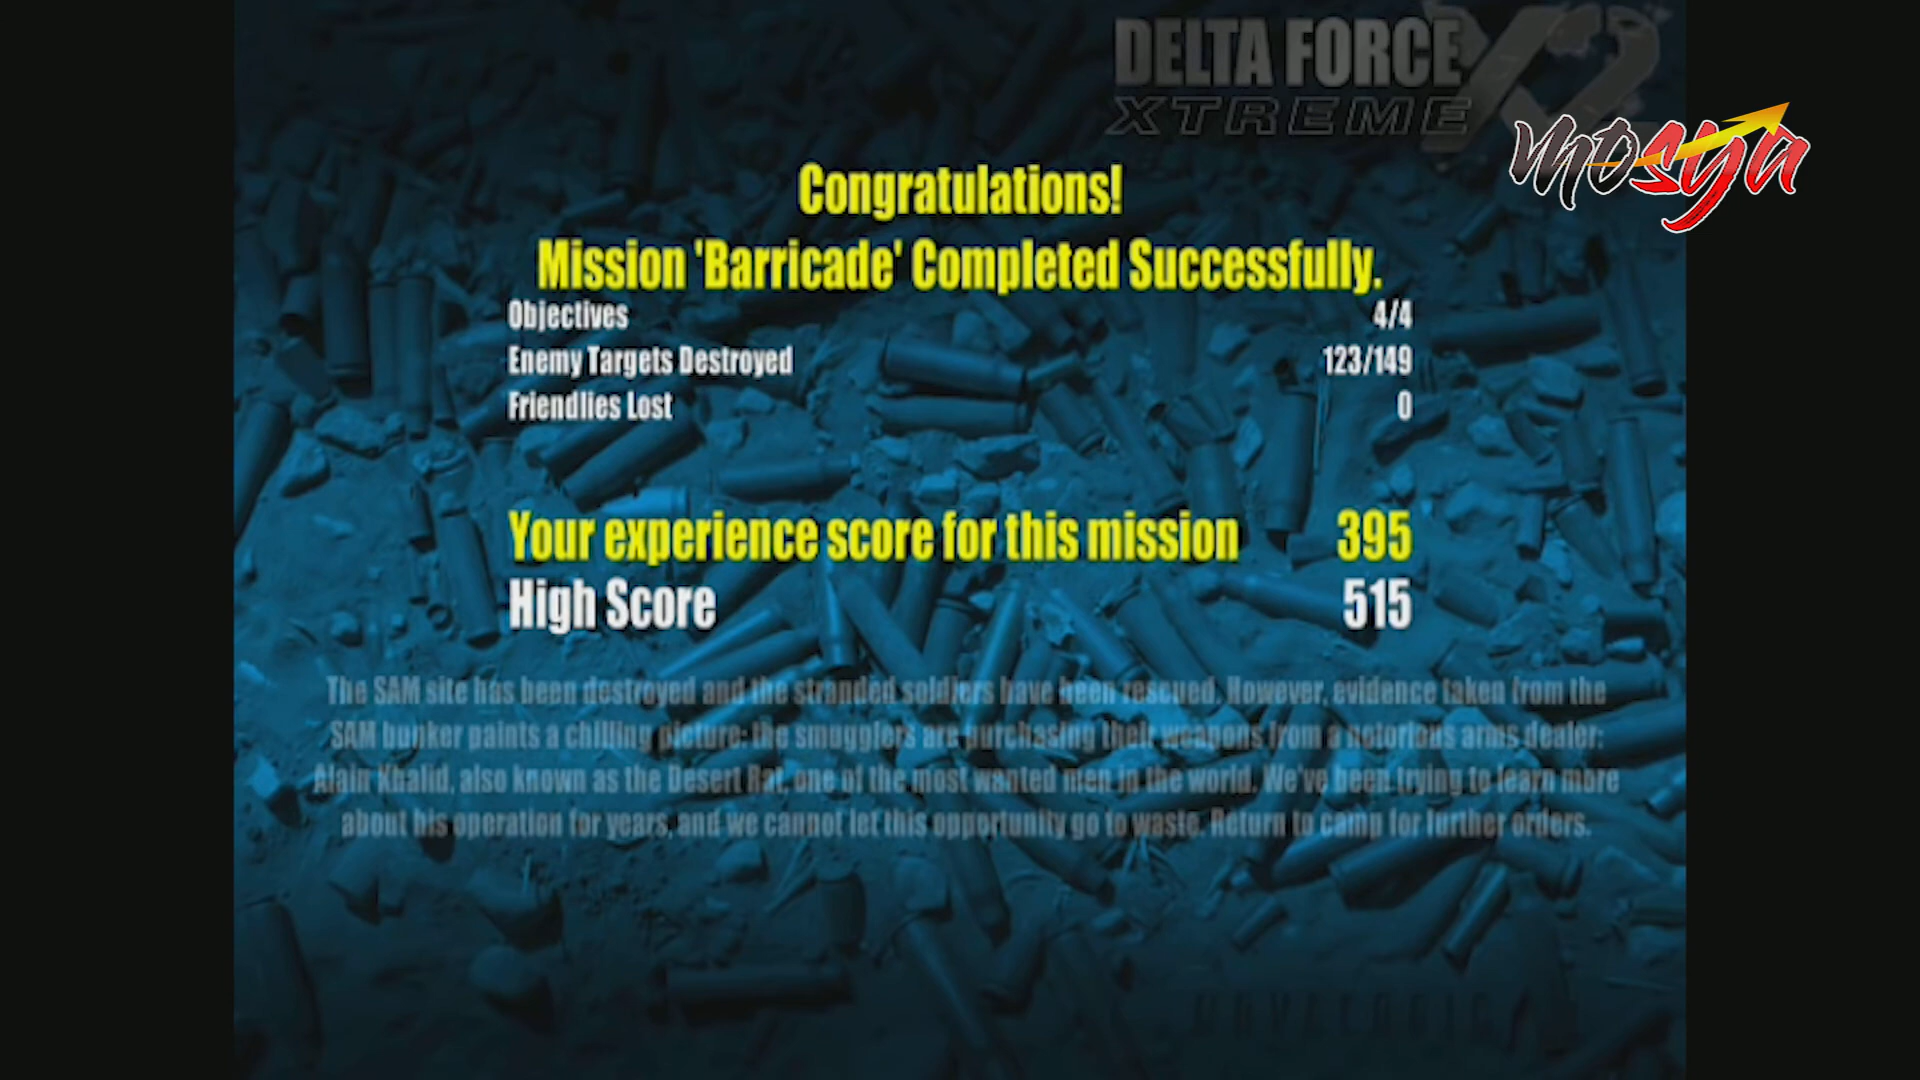 DELTA FORCE X2
XTREME
mosya
Congratulations!
Mission 'Barricade' Completed Successfully.
Objectives 4/4
Enemy Targets Destroyed 123/149
Friendlies Lost 0
Your experience score for this mission 395
High Score 515
The SAM site has been destroyed and the stranded soldiers have been rescued. However, evidence taken from the
SAM bunker paints a chilling picture: the smugglers are purchasing their weapons from a notorious arms dealer:
Alain Khalid, also known as the Desert Rat, one of the most wanted men in the world. We've been trying to learn more
about his operation for years, and we cannot let this opportunity go to waste. Return to camp for further orders.